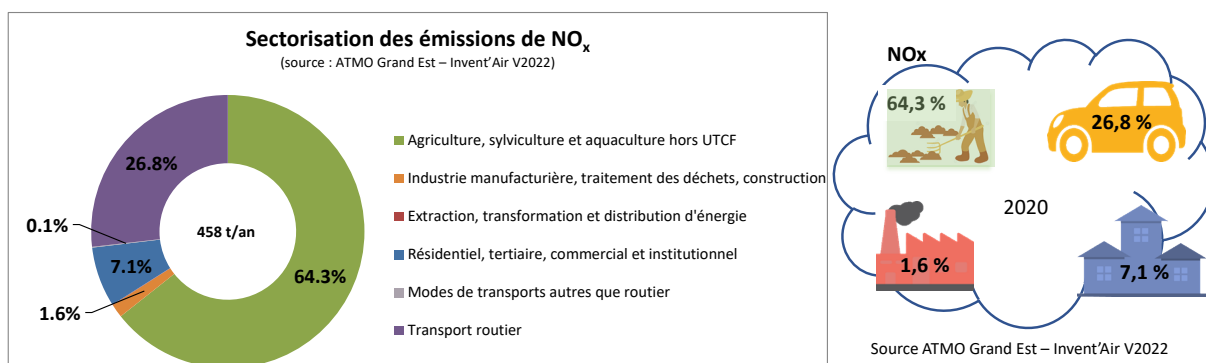 Sectorisation des émissions de NOx
(source : ATMO Grand Est – Invent'Air V2022)
26.8%
0.1%
7.1%
1.6%
458 t/an
64.3%
Agriculture, sylviculture et aquaculture hors UTCF
Industrie manufacturière, traitement des déchets, construction
Extraction, transformation et distribution d'énergie
Résidentiel, tertiaire, commercial et institutionnel
Modes de transports autres que routier
Transport routier
NOx
64,3 %
26,8 %
2020
1,6 %
7,1 %
Source ATMO Grand Est – Invent'Air V2022